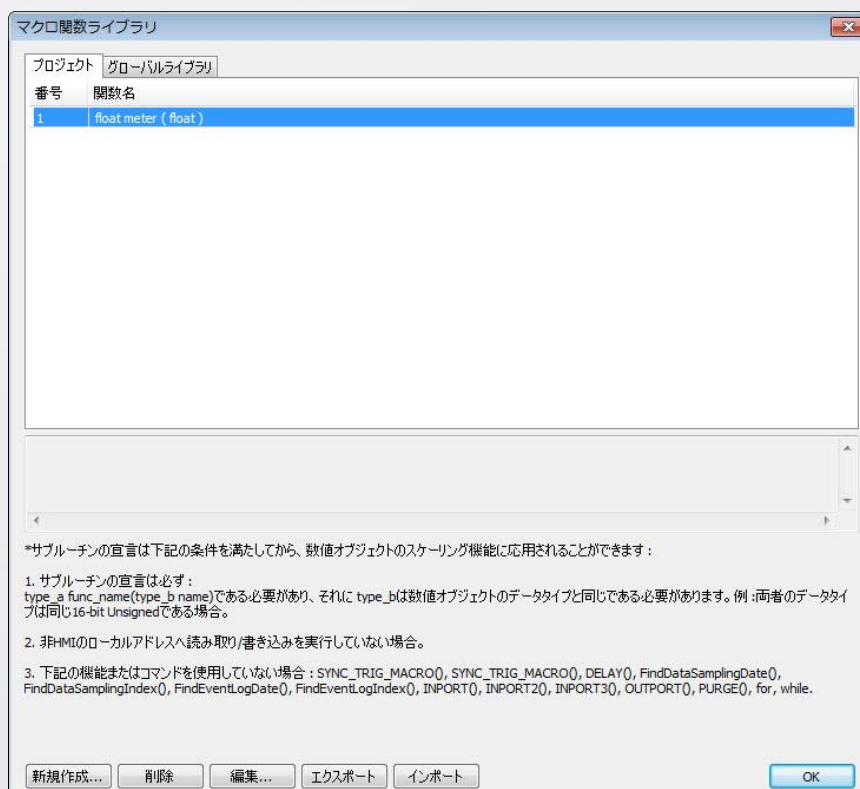 マクロ関数ライブラリ
プロジェクト グローバルライブラリ
番号 関数名
1 float meter ( float )
*サブルーチンの宣言は下記の条件を満たしてから、数値オブジェクトのスケーリング機能に応用されることができます：
1. サブルーチンの宣言は必ず：
type_a func_name(type_b name)である必要があり、それに type_bは数値オブジェクトのデータタイプと同じである必要があります。例 :両者のデータタイ
プは同じ16-bit Unsignedである場合。
2. 非HMIのローカルアドレスへ読み取り/書き込みを実行していない場合。
3. 下記の機能またはコマンドを使用していない場合：SYNC_TRIG_MACRO(), SYNC_TRIG_MACRO(), DELAY(), FindDataSamplingDate(),
FindDataSamplingIndex(), FindEventLogDate(), FindEventLogIndex(), INPORT(), INPORT2(), INPORT3(), OUTPORT(), PURGE(), for, while.
新規作成... 削除 編集... エクスポート インポート OK